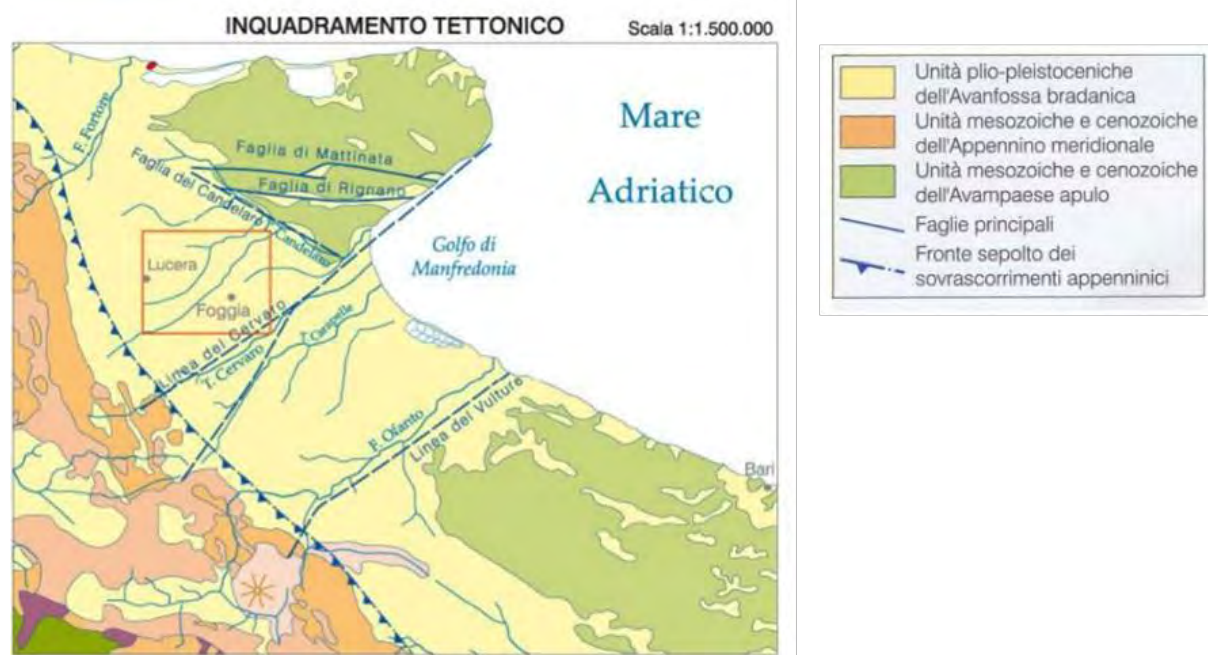 INQUADRAMENTO TETTONICO
Scala 1:1.500.000
F. Fortore
Mare
Adriatico
Faglia di Mattinata
Faglia di Rignano
Faglia del Candelaro
T. Candelaro
Golfo di
Manfredonia
Lucera
Foggia
Linea del Cervaro
T. Cervaro
T. Carapelle
F. Ofanto
Linea del Vulture
Bari
Unità plio-pleistoceniche
dell'Avanfossa bradanica
Unità mesozoiche e cenozoiche
dell'Appennino meridionale
Unità mesozoiche e cenozoiche
dell'Avampaese apulo
Faglie principali
Fronte sepolto dei
sovrascorrimenti appenninici